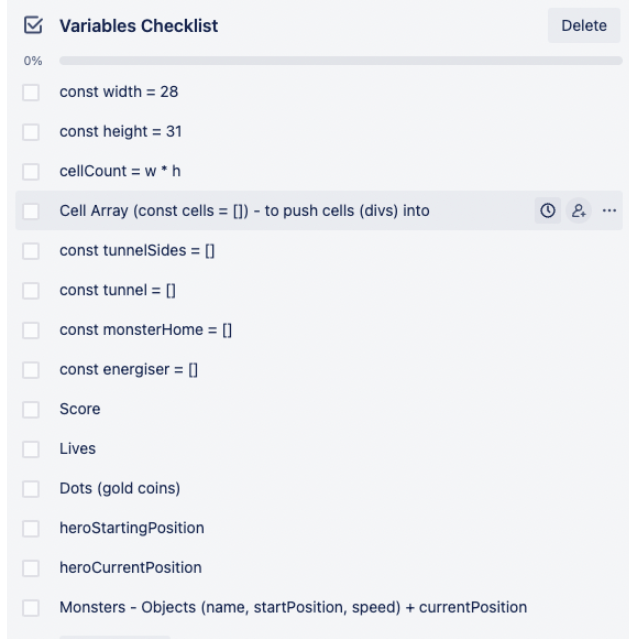 Variables Checklist
Delete
0%
const width = 28
const height = 31
cellCount = w * h
Cell Array (const cells = []) - to push cells (divs) into
const tunnelSides = []
const tunnel = []
const monsterHome = []
const energiser = []
Score
Lives
Dots (gold coins)
heroStartingPosition
heroCurrentPosition
Monsters - Objects (name, startPosition, speed) + currentPosition